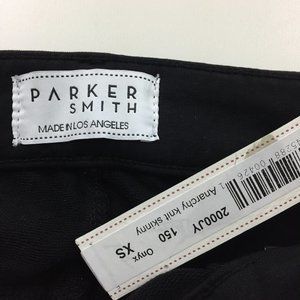 PARKER
SMITH
MADE IN LOS ANGELES
Anarchy knit skinny
2000JY 150 XS
Onyx